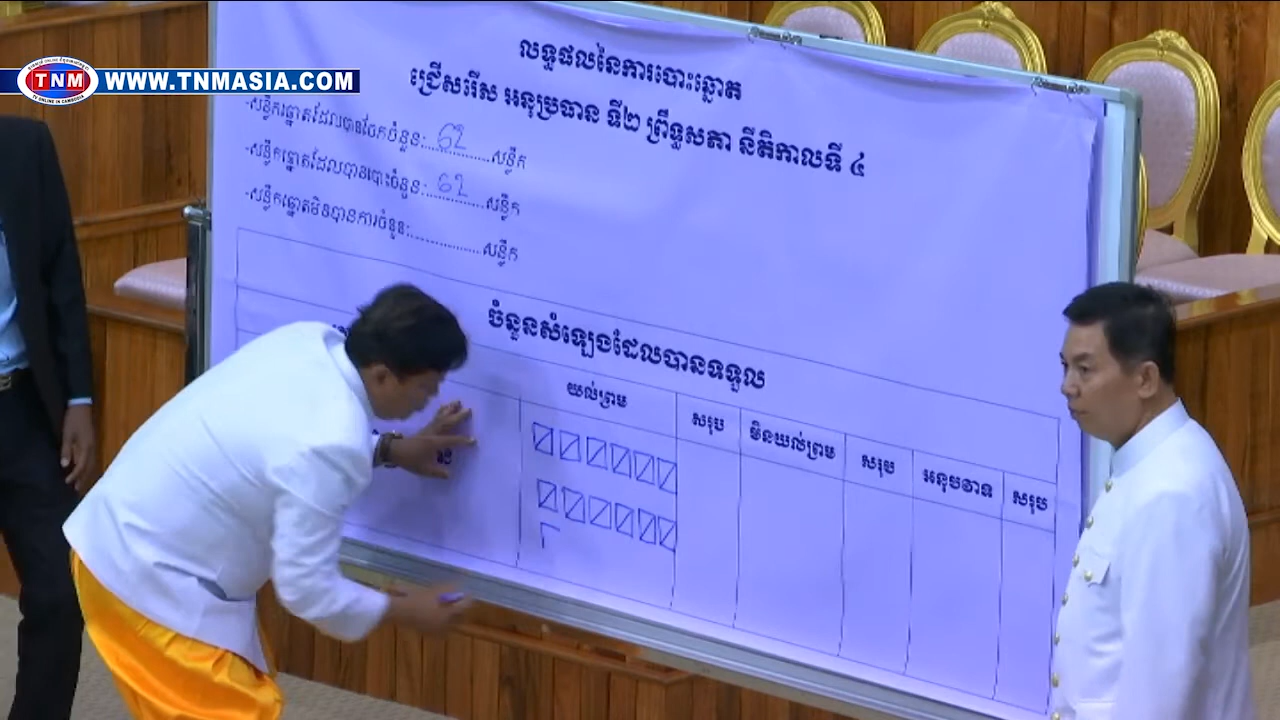 TNM
TV ONLINE IN CAMBODIA
WWW.TNMASIA.COM
លទ្ធផលនៃការបោះឆ្នោត
ជ្រើសរើស អនុប្រធាន ទី២ ព្រឹទ្ធសភា នីតិកាលទី ៤
-សន្លឹកឆ្នោតដែលបានចែកចំនួនៈ.....62.....សន្លឹក
-សន្លឹកឆ្នោតដែលបានបោះចំនួនៈ.....62.....សន្លឹក
-សន្លឹកឆ្នោតមិនបានការចំនួនៈ................សន្លឹក
ចំនួនសំឡេងដែលបានទទួល
យល់ព្រម សរុប មិនយល់ព្រម សរុប អនុបវាទ សរុប